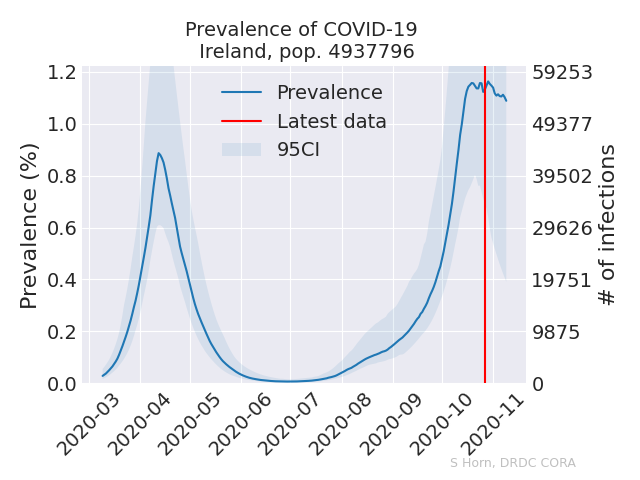 Prevalence of COVID-19
Ireland, pop. 4937796
Prevalence (%)
1.2
1.0
0.8
0.6
0.4
0.2
0.0
Prevalence
Latest data
95CI
59253
49377
39502
29626
19751
9875
0
# of infections
2020-03
2020-04
2020-05
2020-06
2020-07
2020-08
2020-09
2020-10
2020-11
S Horn, DRDC CORA